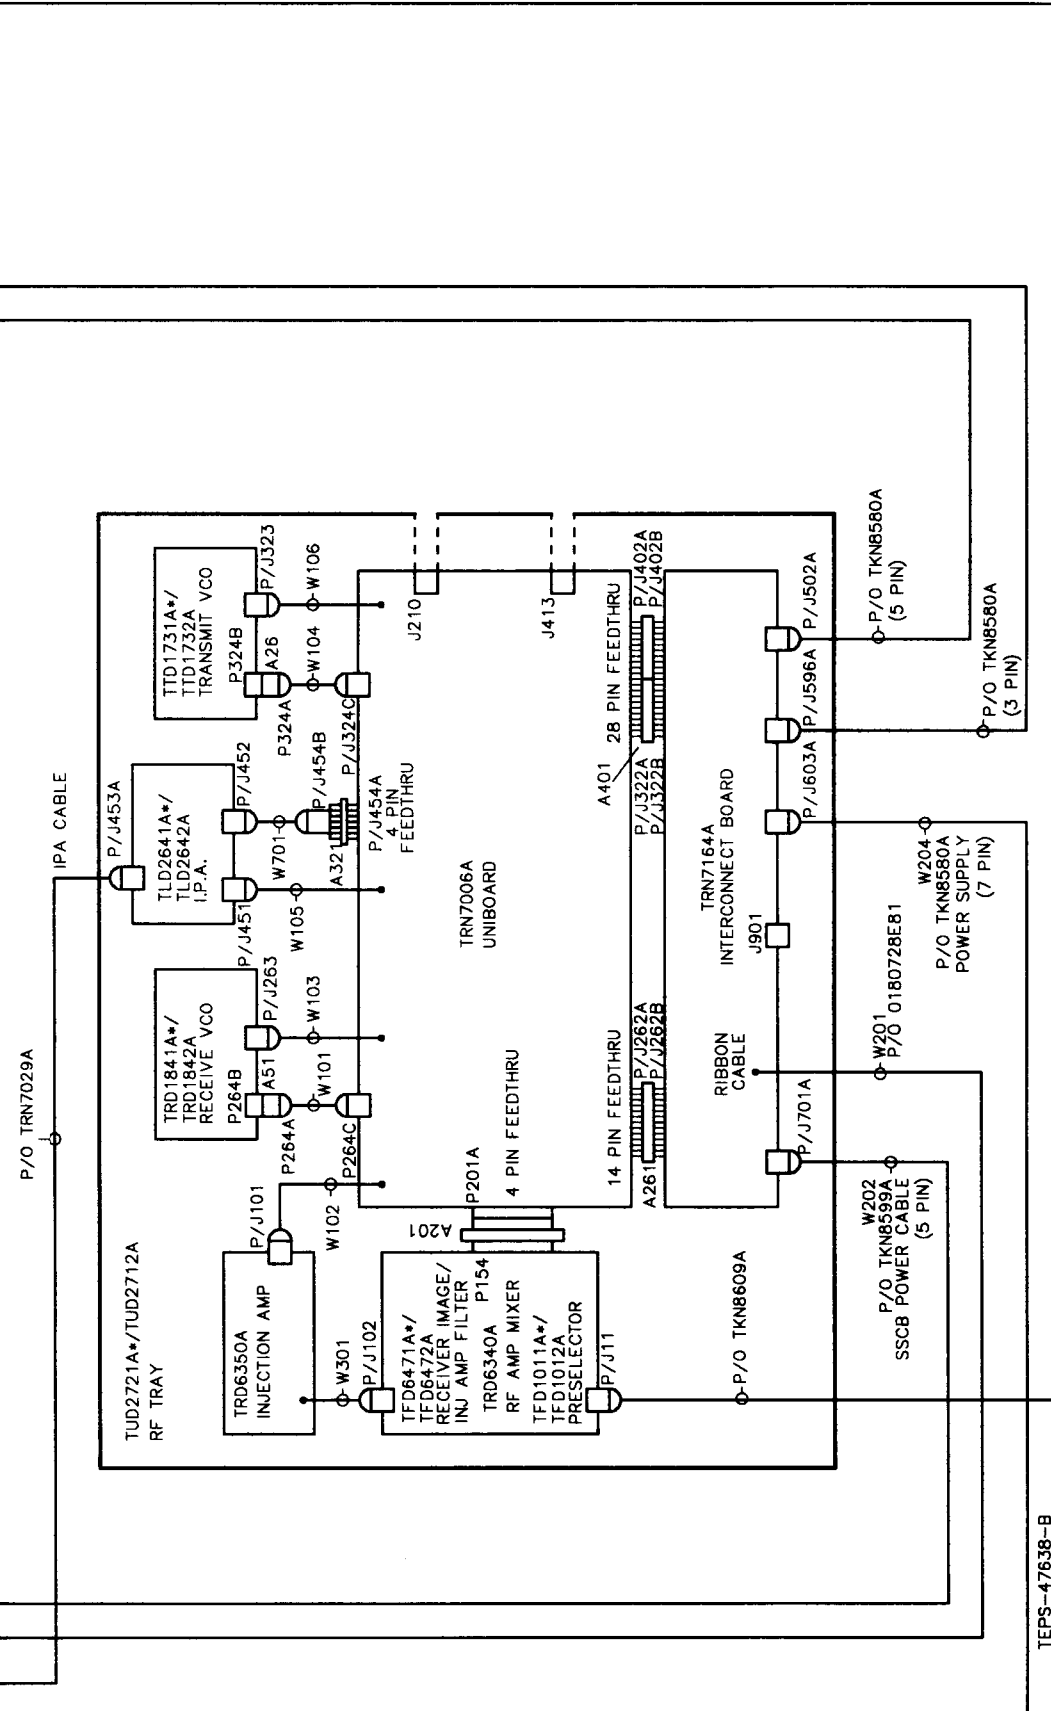 P/O TRN7029A
IPA CABLE
TUD2721A*/TUD2712A
RF TRAY
TRD6350A
INJECTION AMP
P/J101
W102
W301
P/J102
TFD6471A*/
TFD6472A
RECEIVER IMAGE/
INJ AMP FILTER
P154
TRD6340A
RF AMP MIXER
TFD1011A*/
TFD1012A
PRESELECTOR
P/J11
P/O TKN8609A
A201
P201A
4 PIN FEEDTHRU
TRD1841A*/
TRD1842A
RECEIVE VCO
P264B
A51
P/J263
P264A
W101
W103
P264C
P/J453A
TLD2641A*/
TLD2642A
I.P.A.
P/J451
P/J452
W105
W701
P/J454B
A321
P/J454A
4 PIN
FEEDTHRU
TTD1731A*/
TTD1732A
TRANSMIT VCO
P324B
A26
P/J323
P324A
W104
W106
P/J324C
J210
J413
TRN7006A
UNIBOARD
14 PIN FEEDTHRU
A261
P/J262A
P/J262B
28 PIN FEEDTHRU
A401
P/J322A
P/J322B
P/J402A
P/J402B
RIBBON
CABLE
TRN7164A
INTERCONNECT BOARD
J901
P/J701A
P/J603A
P/J596A
P/J502A
W202
P/O TKN8599A
SSCB POWER CABLE
(5 PIN)
W201
P/O 0180728E81
W204
P/O TKN8580A
POWER SUPPLY
(7 PIN)
P/O TKN8580A
(3 PIN)
P/O TKN8580A
(5 PIN)
TEPS-47638-B